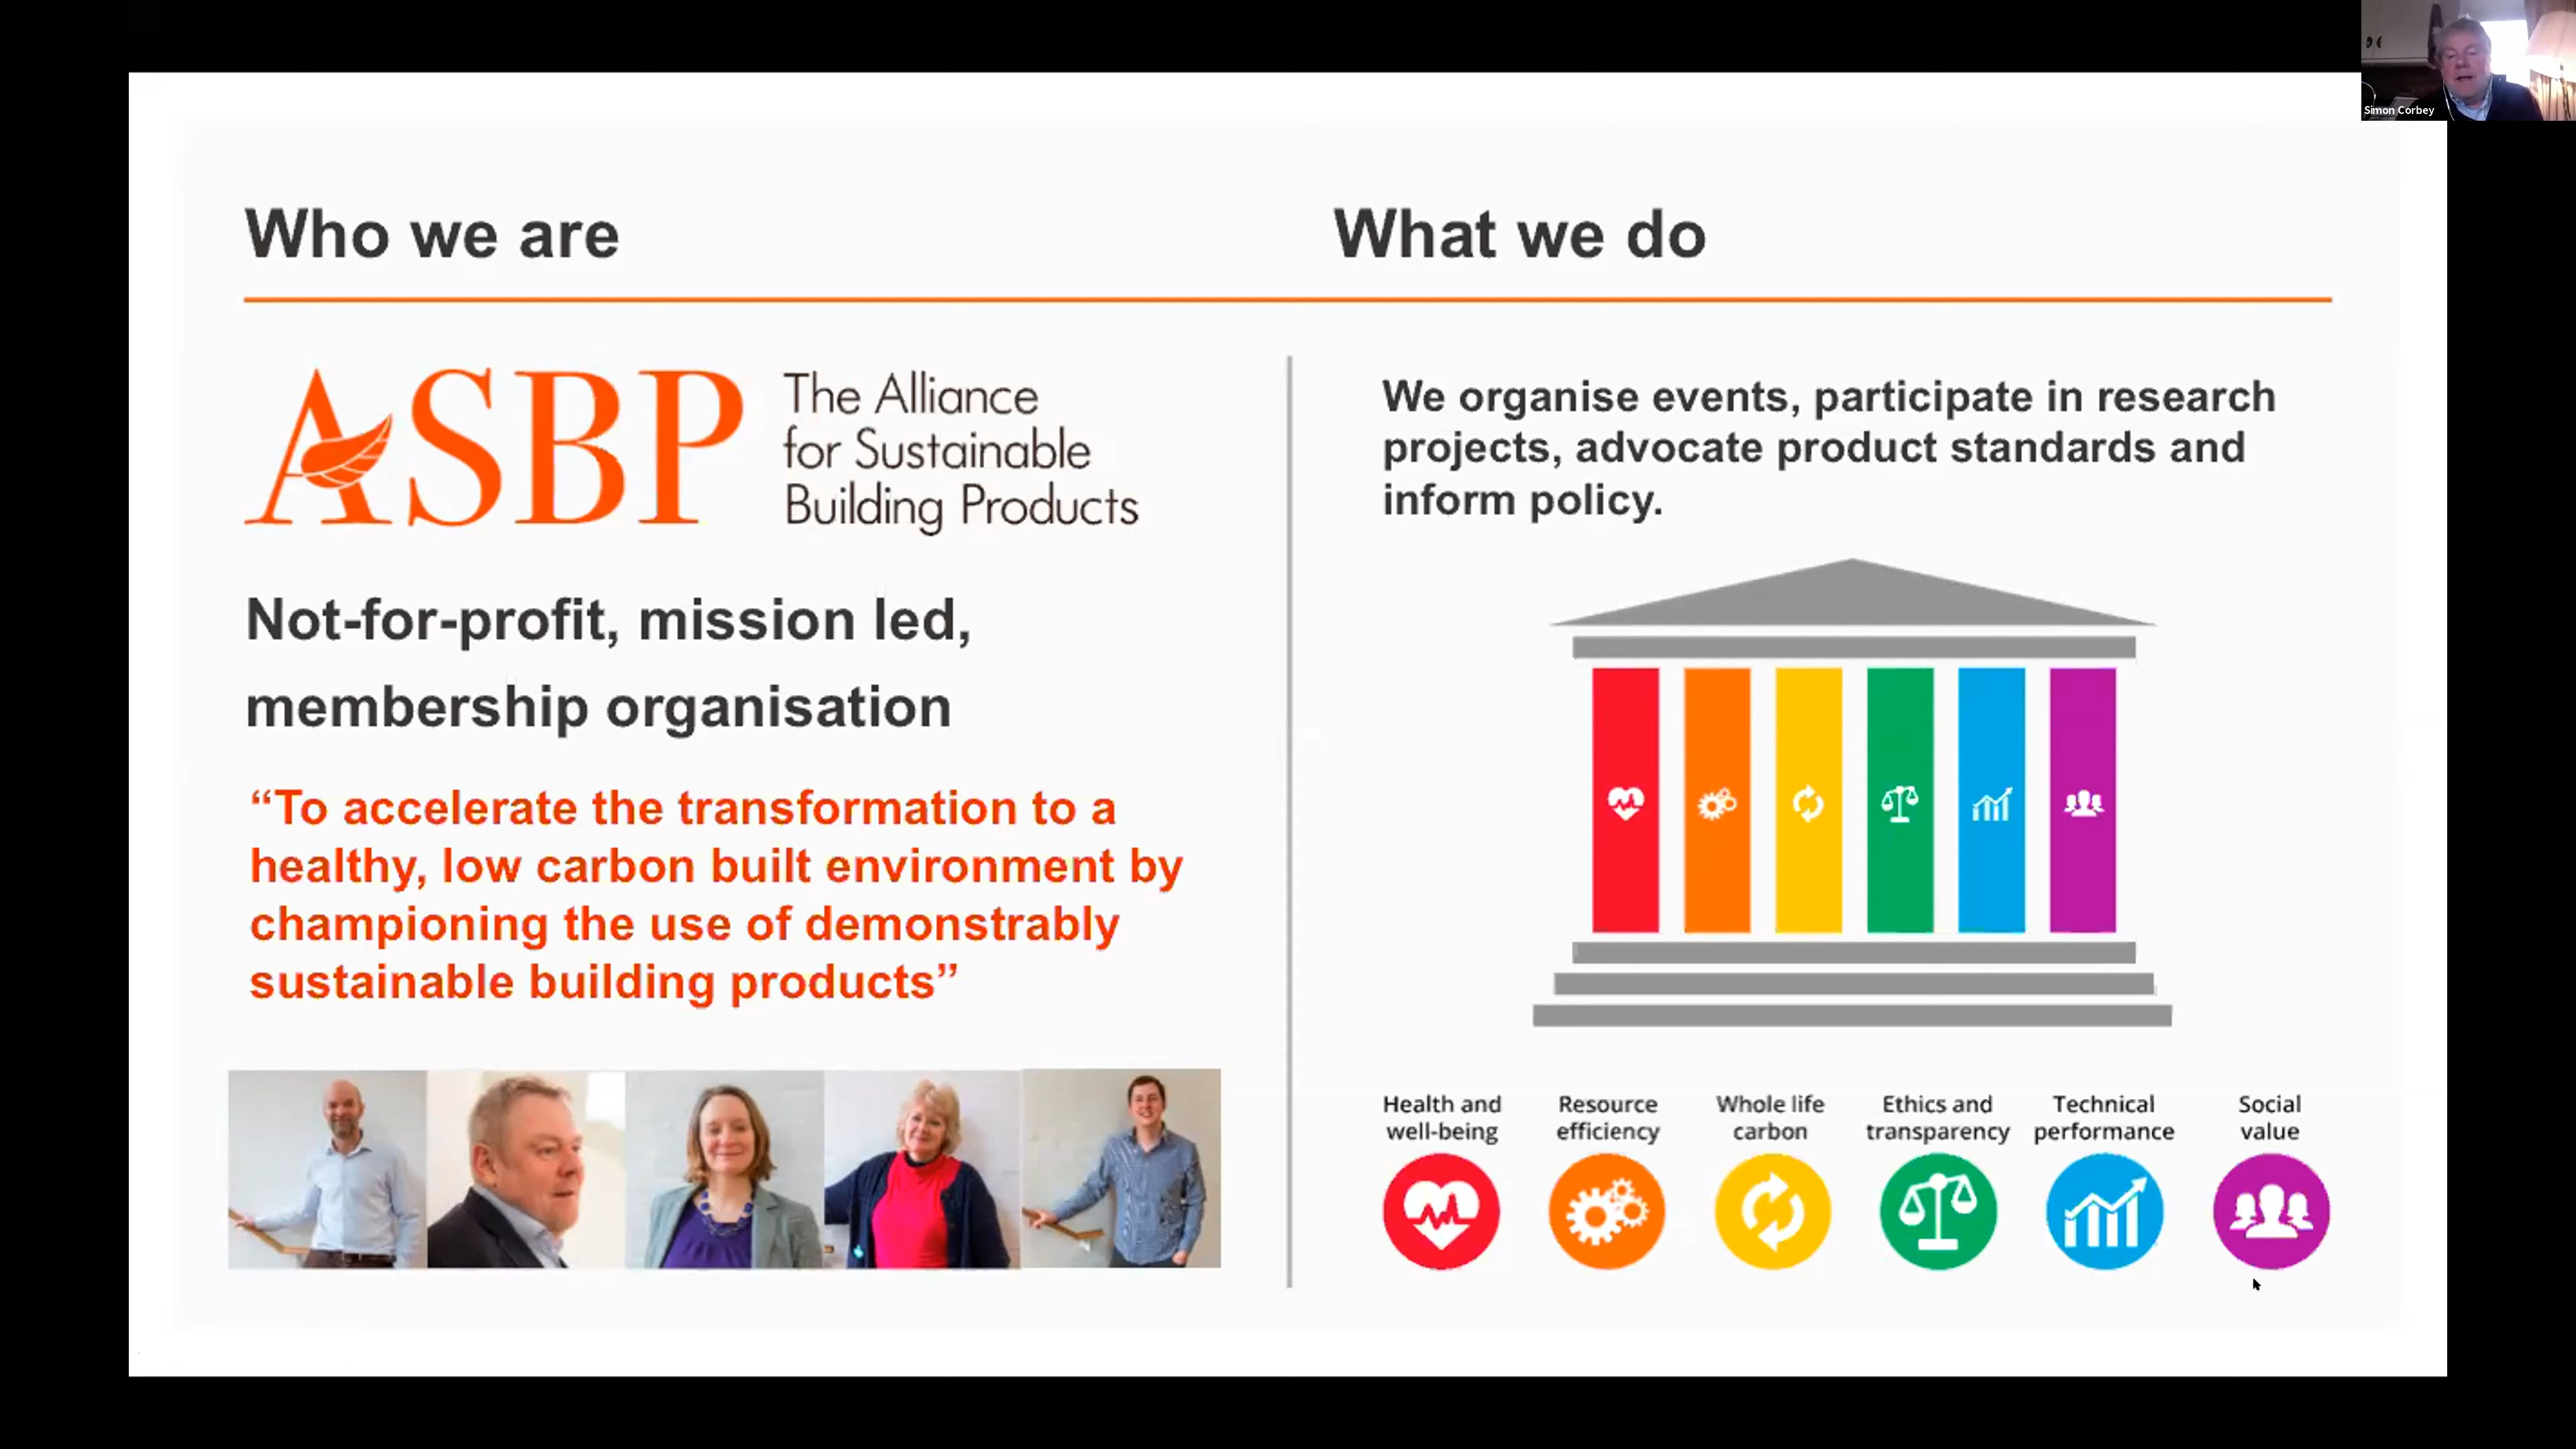 Simon Corbey
Who we are
What we do
ASBP
The Alliance
for Sustainable
Building Products
Not-for-profit, mission led,
membership organisation
“To accelerate the transformation to a
healthy, low carbon built environment by
championing the use of demonstrably
sustainable building products”
We organise events, participate in research
projects, advocate product standards and
inform policy.
Health and
well-being
Resource
efficiency
Whole life
carbon
Ethics and
transparency
Technical
performance
Social
value